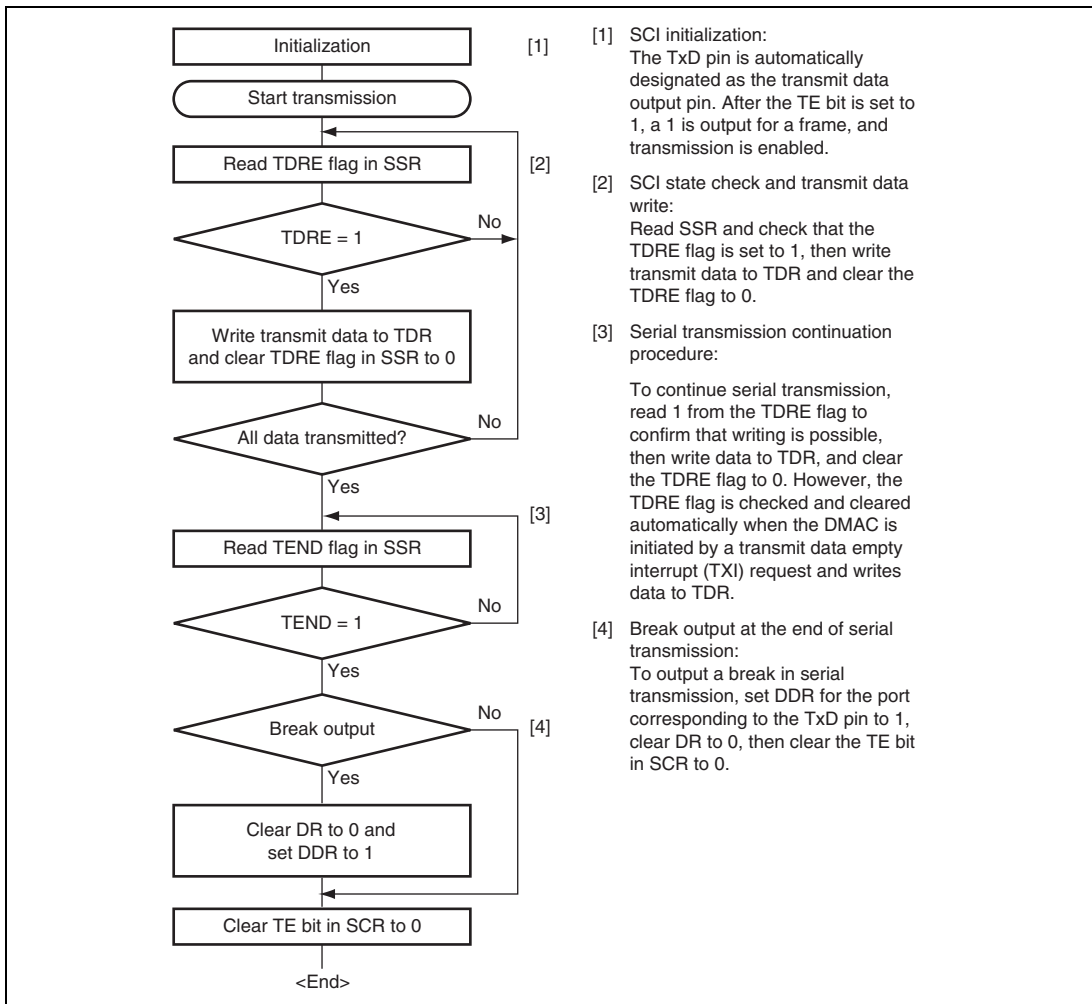 Initialization
[1]
Start transmission
Read TDRE flag in SSR
[2]
TDRE = 1
No
Yes
Write transmit data to TDR
and clear TDRE flag in SSR to 0
All data transmitted?
No
Yes
[3]
Read TEND flag in SSR
TEND = 1
No
Yes
Break output
No
[4]
Yes
Clear DR to 0 and
set DDR to 1
Clear TE bit in SCR to 0
<End>
[1] SCI initialization:
The TxD pin is automatically
designated as the transmit data
output pin. After the TE bit is set to
1, a 1 is output for a frame, and
transmission is enabled.
[2] SCI state check and transmit data
write:
Read SSR and check that the
TDRE flag is set to 1, then write
transmit data to TDR and clear the
TDRE flag to 0.
[3] Serial transmission continuation
procedure:
To continue serial transmission,
read 1 from the TDRE flag to
confirm that writing is possible,
then write data to TDR, and clear
the TDRE flag to 0. However, the
TDRE flag is checked and cleared
automatically when the DMAC is
initiated by a transmit data empty
interrupt (TXI) request and writes
data to TDR.
[4] Break output at the end of serial
transmission:
To output a break in serial
transmission, set DDR for the port
corresponding to the TxD pin to 1,
clear DR to 0, then clear the TE bit
in SCR to 0.